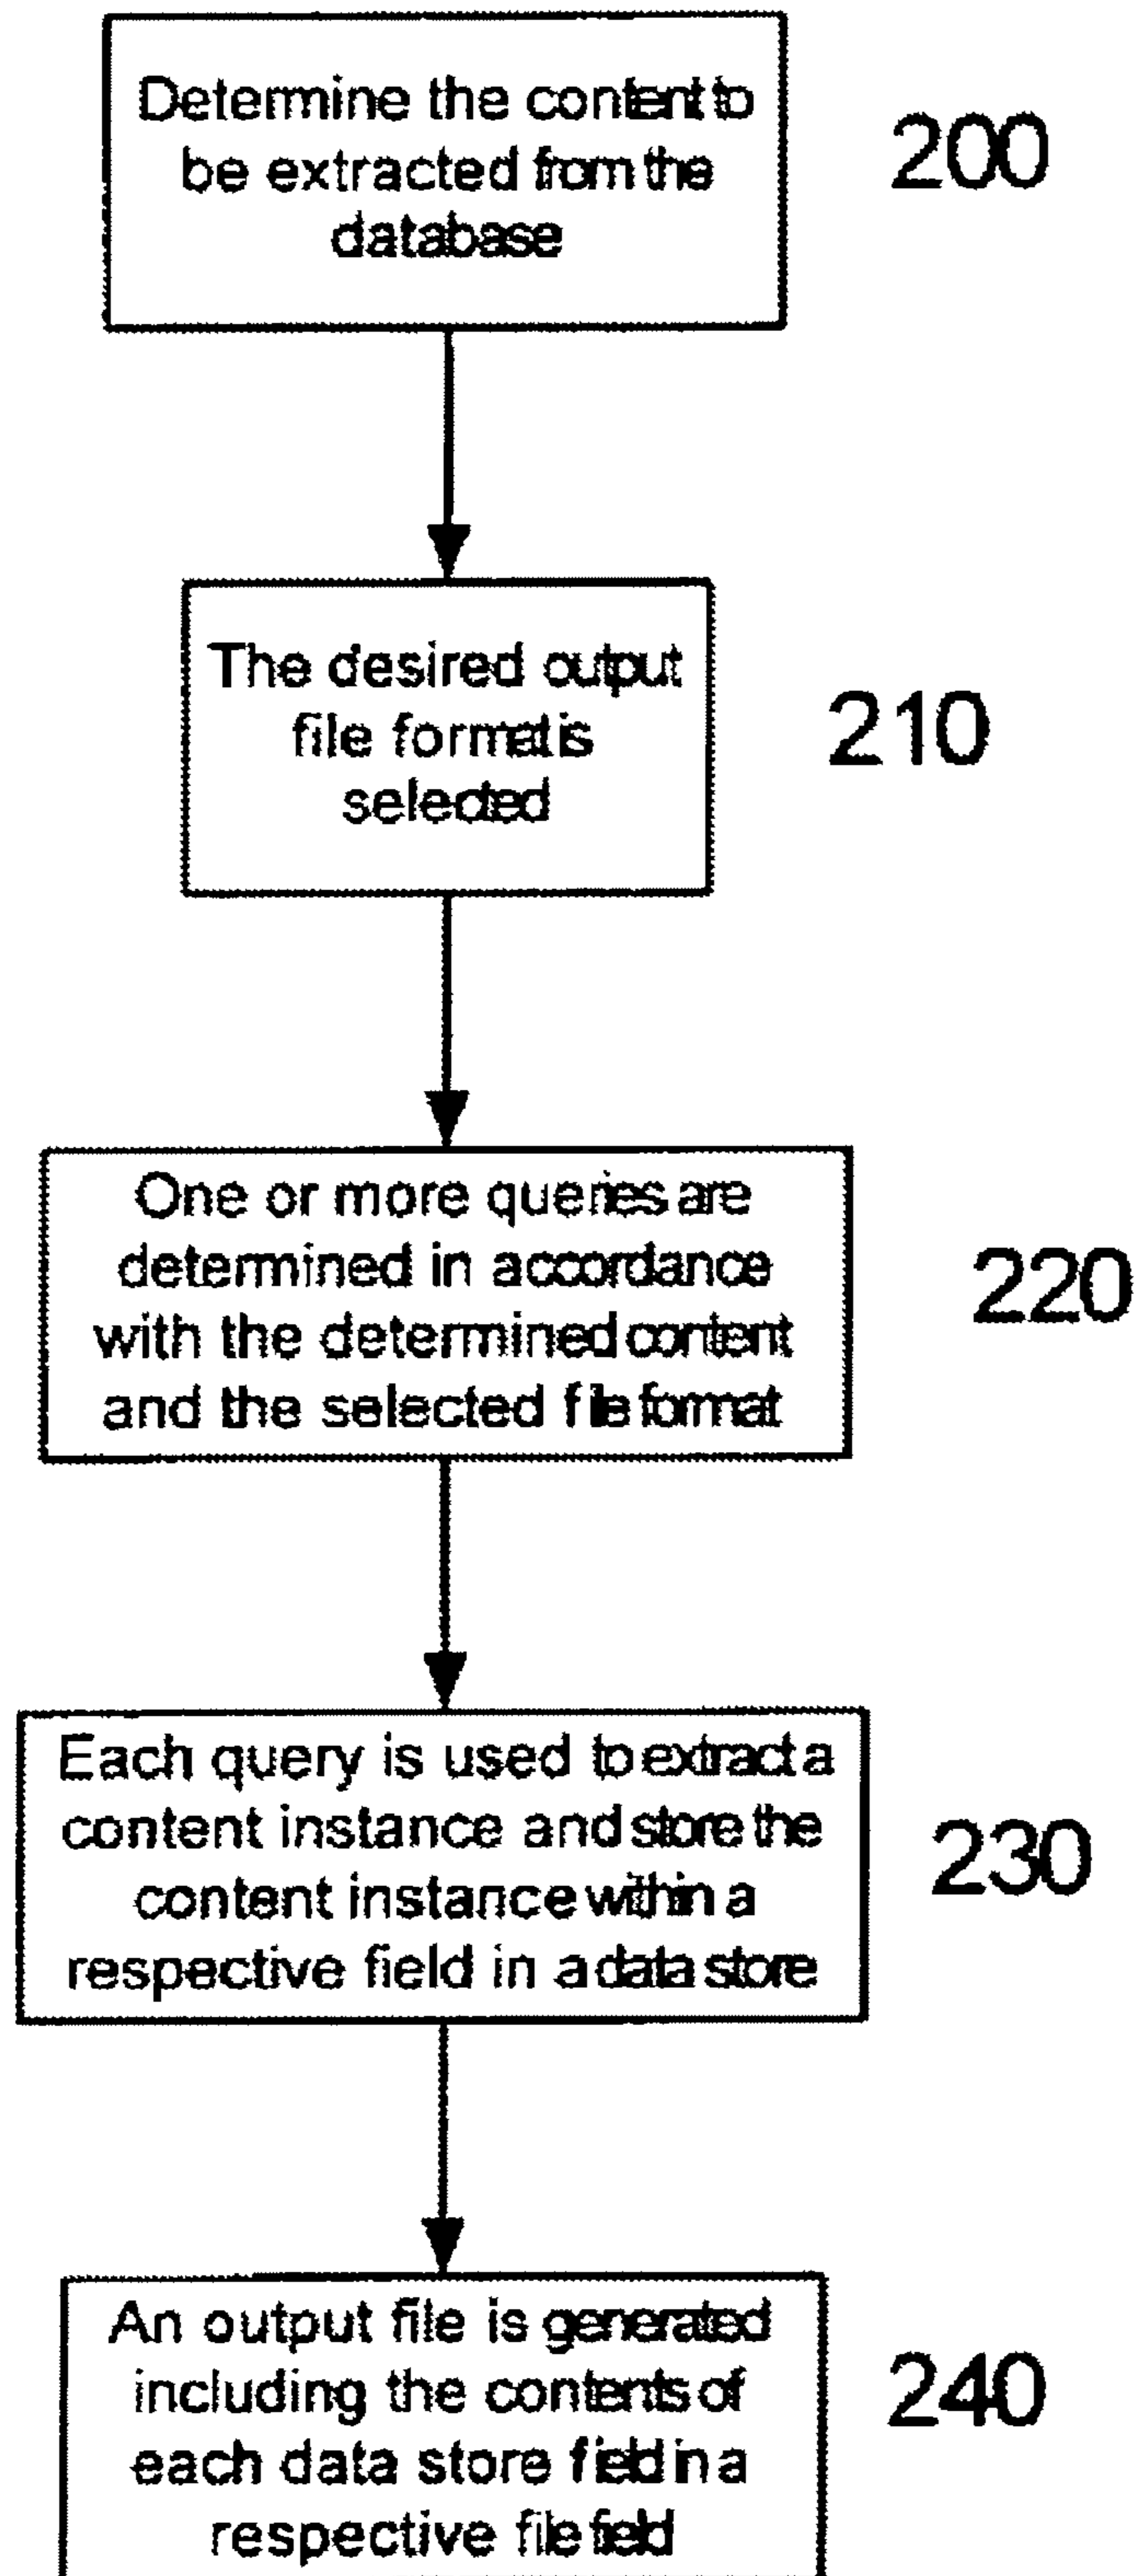 Determine the content to
be extracted from the
database
200
The desired output
file format is
selected
210
One or more queries are
determined in accordance
with the determined content
and the selected file format
220
Each query is used to extract a
content instance and store the
content instance within a
respective field in a data store
230
An output file is generated
including the contents of
each data store field in a
respective file field
240